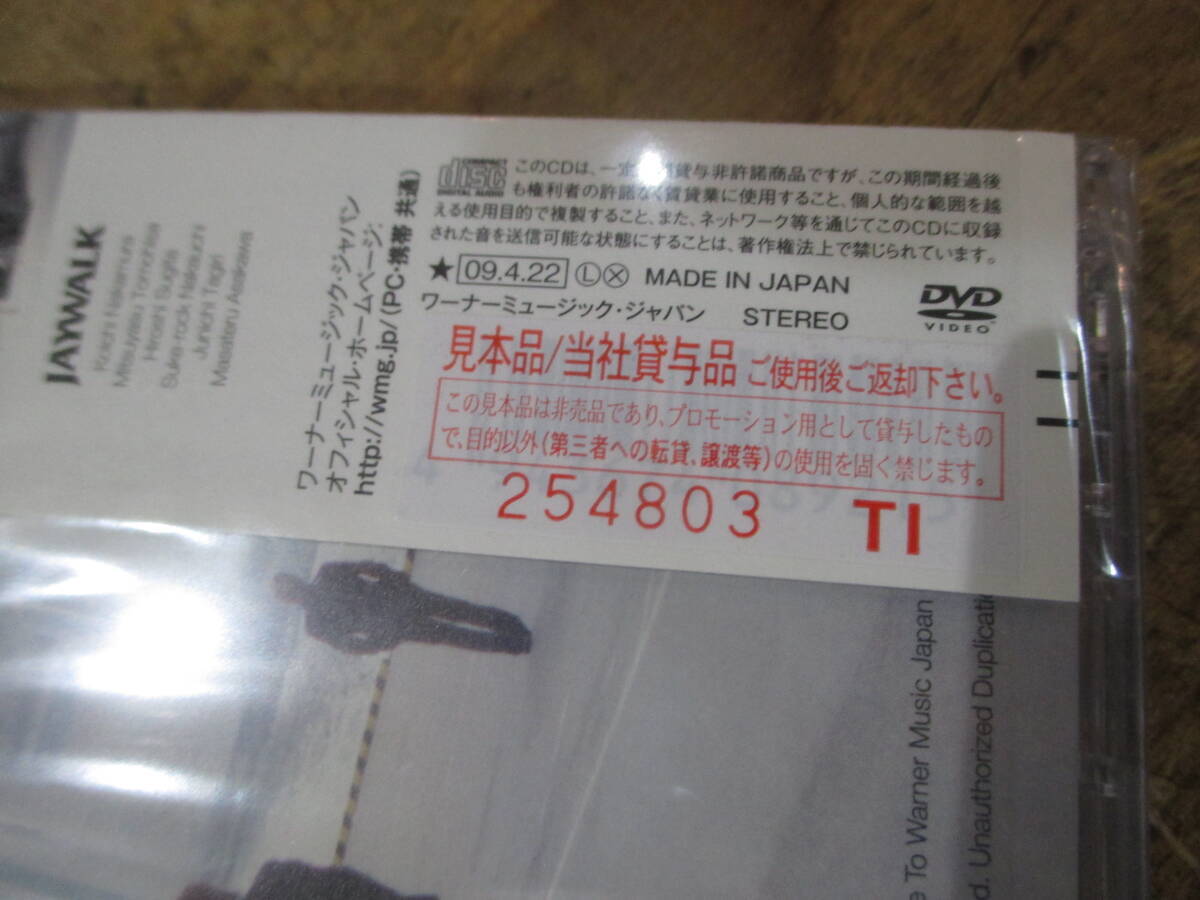 COMPACT
disc
DIGITAL AUDIO
このCDは、一定 貸与非許諾商品ですが、この期間経過後
も権利者の許諾なく賃貸業に使用すること、個人的な範囲を越
える使用目的で複製すること、また、ネットワーク等を通じてこのCDに収録
された音を送信可能な状態にすることは、著作権法上で禁じられています。
★ 09.4.22 Ⓛ ⓧ MADE IN JAPAN
ワーナーミュージック・ジャパン STEREO
DVD
VIDEO
見本品/当社貸与品 ご使用後ご返却下さい。
この見本品は非売品であり、プロモーション用として貸与したもの
で、目的以外(第三者への転貸、譲渡等)の使用を固く禁じます。
254803 TI
ワーナーミュージック・ジャパン
オフィシャル・ホームページ:
http://wmg.jp/ (PC・携帯 共通)
JAYWALK
Koichi Nakamura
Mitsuyasu Tomohisa
Hiroshi Sugita
Suke-rock Nakauchi
Junichi Tagiri
Masateru Asakawa
To Warner Music Japan
d. Unauthorized